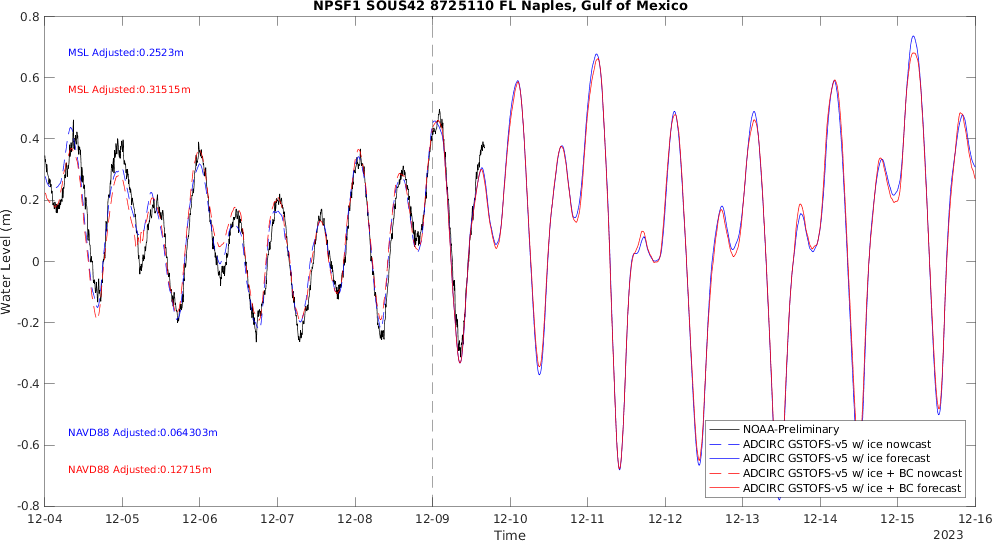 NPSF1 SOUS42 8725110 FL Naples, Gulf of Mexico
0.8
0.6
0.4
0.2
0
-0.2
-0.4
-0.6
-0.8
Water Level (m)
MSL Adjusted:0.2523m
MSL Adjusted:0.31515m
NAVD88 Adjusted:0.064303m
NAVD88 Adjusted:0.12715m
NOAA-Preliminary
ADCIRC GSTOFS-v5 w/ ice nowcast
ADCIRC GSTOFS-v5 w/ ice forecast
ADCIRC GSTOFS-v5 w/ ice + BC nowcast
ADCIRC GSTOFS-v5 w/ ice + BC forecast
12-04 12-05 12-06 12-07 12-08 12-09 12-10 12-11 12-12 12-13 12-14 12-15 12-16
Time
2023